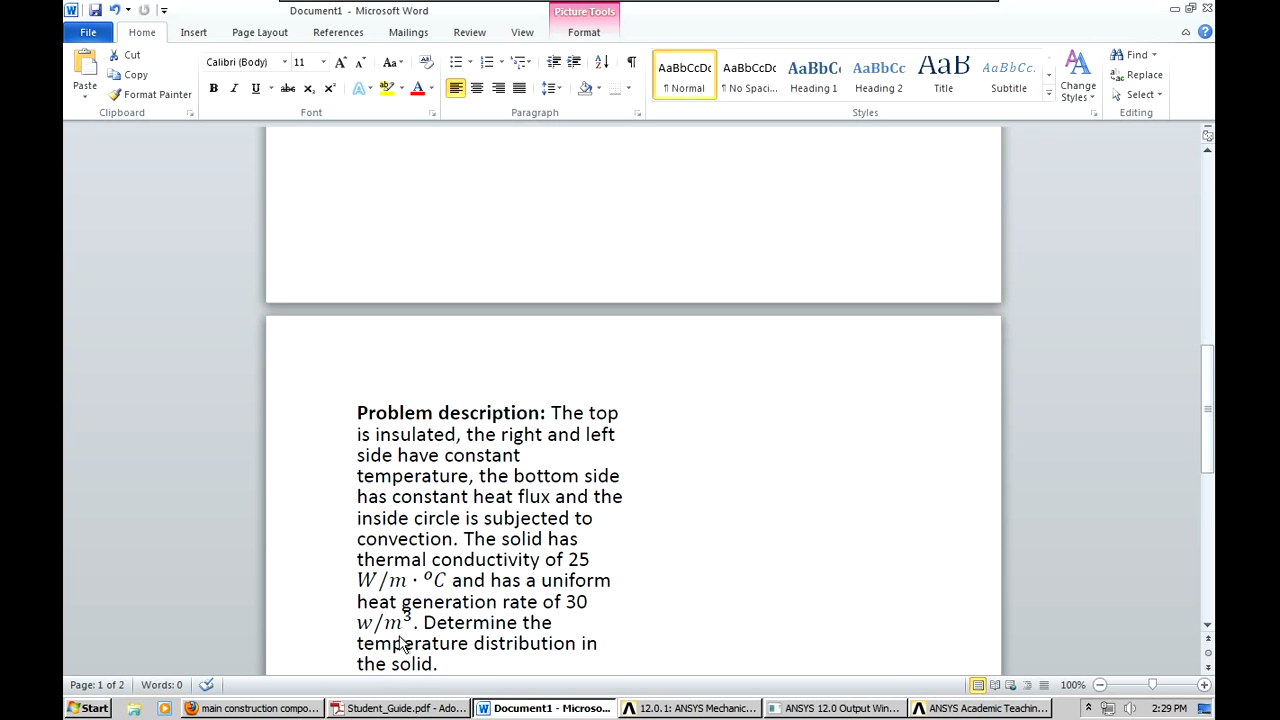 Document1 - Microsoft Word
Picture Tools
File
Home
Insert
Page Layout
References
Mailings
Review
View
Format
Paste
Cut
Copy
Format Painter
Clipboard
Calibri (Body)
11
Font
Paragraph
AaBbCcDc
¶ Normal
AaBbCcDc
¶ No Spaci...
AaBbC
Heading 1
AaBbCc
Heading 2
AaB
Title
AaBbCc.
Subtitle
Change
Styles
Styles
Find
Replace
Select
Editing
Problem description: The top
is insulated, the right and left
side have constant
temperature, the bottom side
has constant heat flux and the
inside circle is subjected to
convection. The solid has
thermal conductivity of 25
W/m · ºC and has a uniform
heat generation rate of 30
w/m³. Determine the
temperature distribution in
the solid.
Page: 1 of 2
Words: 0
100%
Start
main construction compo...
Student_Guide.pdf - Ado...
Document1 - Microso...
12.0.1: ANSYS Mechanic...
ANSYS 12.0 Output Win...
ANSYS Academic Teachin...
2:29 PM